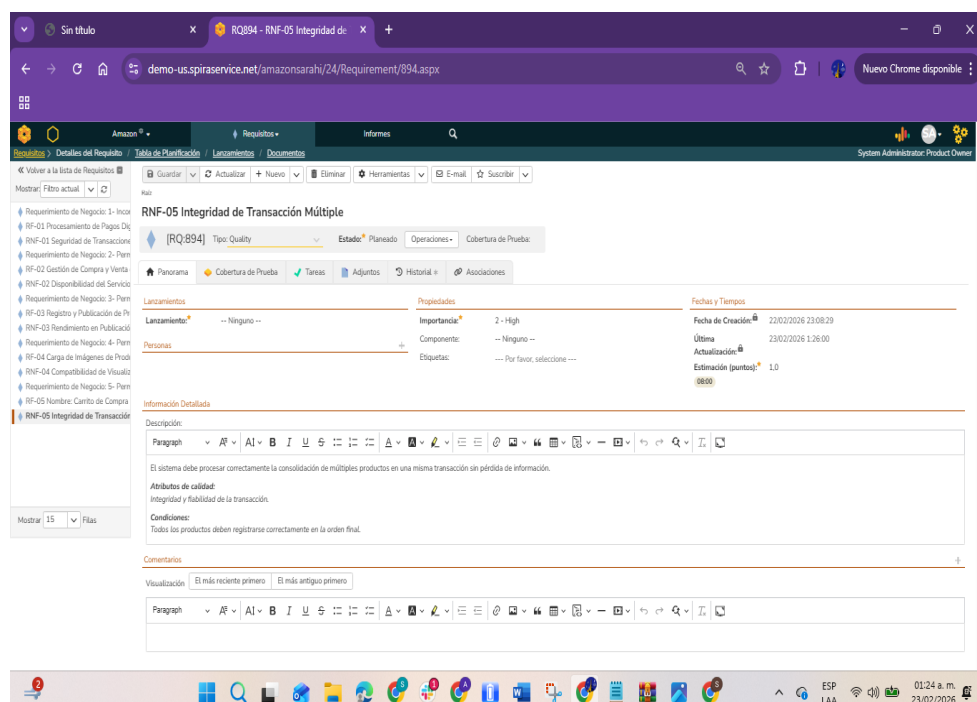 Sin título
RQ894 - RNF-05 Integridad de
demo-us.spiraservice.net/amazonsarahi/24/Requirement/894.aspx
Nuevo Chrome disponible
Amazon
Requisitos
Informes
Requisitos > Detalles del Requisito / Tabla de Planificación / Lanzamientos / Documentos
System Administrator: Product Owner
Volver a la lista de Requisitos
Mostrar: Filtro actual
Requerimiento de Negocio: 1- Inco
RF-01 Procesamiento de Pagos Dig
RNF-01 Seguridad de Transaccione
Requerimiento de Negocio: 2- Perm
RF-02 Gestión de Compra y Venta
RNF-02 Disponibilidad del Servicio
Requerimiento de Negocio: 3- Perm
RF-03 Registro y Publicación de Pr
RNF-03 Rendimiento en Publicació
Requerimiento de Negocio: 4- Perm
RF-04 Carga de Imágenes de Prod
RNF-04 Compatibilidad de Visualiz
Requerimiento de Negocio: 5- Perm
RF-05 Nombre: Carrito de Compra
RNF-05 Integridad de Transacción
Mostrar 15 Filas
Guardar Actualizar + Nuevo Eliminar Herramientas E-mail Suscribir
Raíz
RNF-05 Integridad de Transacción Múltiple
[RQ:894] Tipo: Quality Estado:* Planeado Operaciones Cobertura de Prueba:
Panorama Cobertura de Prueba Tareas Adjuntos Historial Asociaciones
Lanzamientos
Lanzamiento:* -- Ninguno --
Personas +
Propiedades
Importancia:* 2 - High
Componente: -- Ninguno --
Etiquetas: --- Por favor, seleccione ---
Fechas y Tiempos
Fecha de Creación: 22/02/2026 23:08:29
Última Actualización: 23/02/2026 1:26:00
Estimación (puntos):* 1,0
08:00
Información Detallada
Descripción:
Paragraph
El sistema debe procesar correctamente la consolidación de múltiples productos en una misma transacción sin pérdida de información.
Atributos de calidad:
Integridad y fiabilidad de la transacción.
Condiciones:
Todos los productos deben registrarse correctamente en la orden final.
Comentarios +
Visualización El más reciente primero El más antiguo primero
Paragraph
2
ESP
LAA
01:24 a. m.
23/02/2026